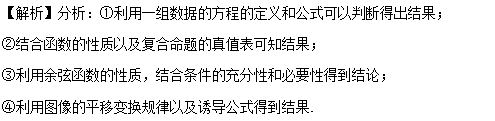 【解析】分析：①利用一组数据的方程的定义和公式可以判断得出结果；
②结合函数的性质以及复合命题的真值表可知结果；
③利用余弦函数的性质，结合条件的充分性和必要性得到结论；
④利用图像的平移变换规律以及诱导公式得到结果.